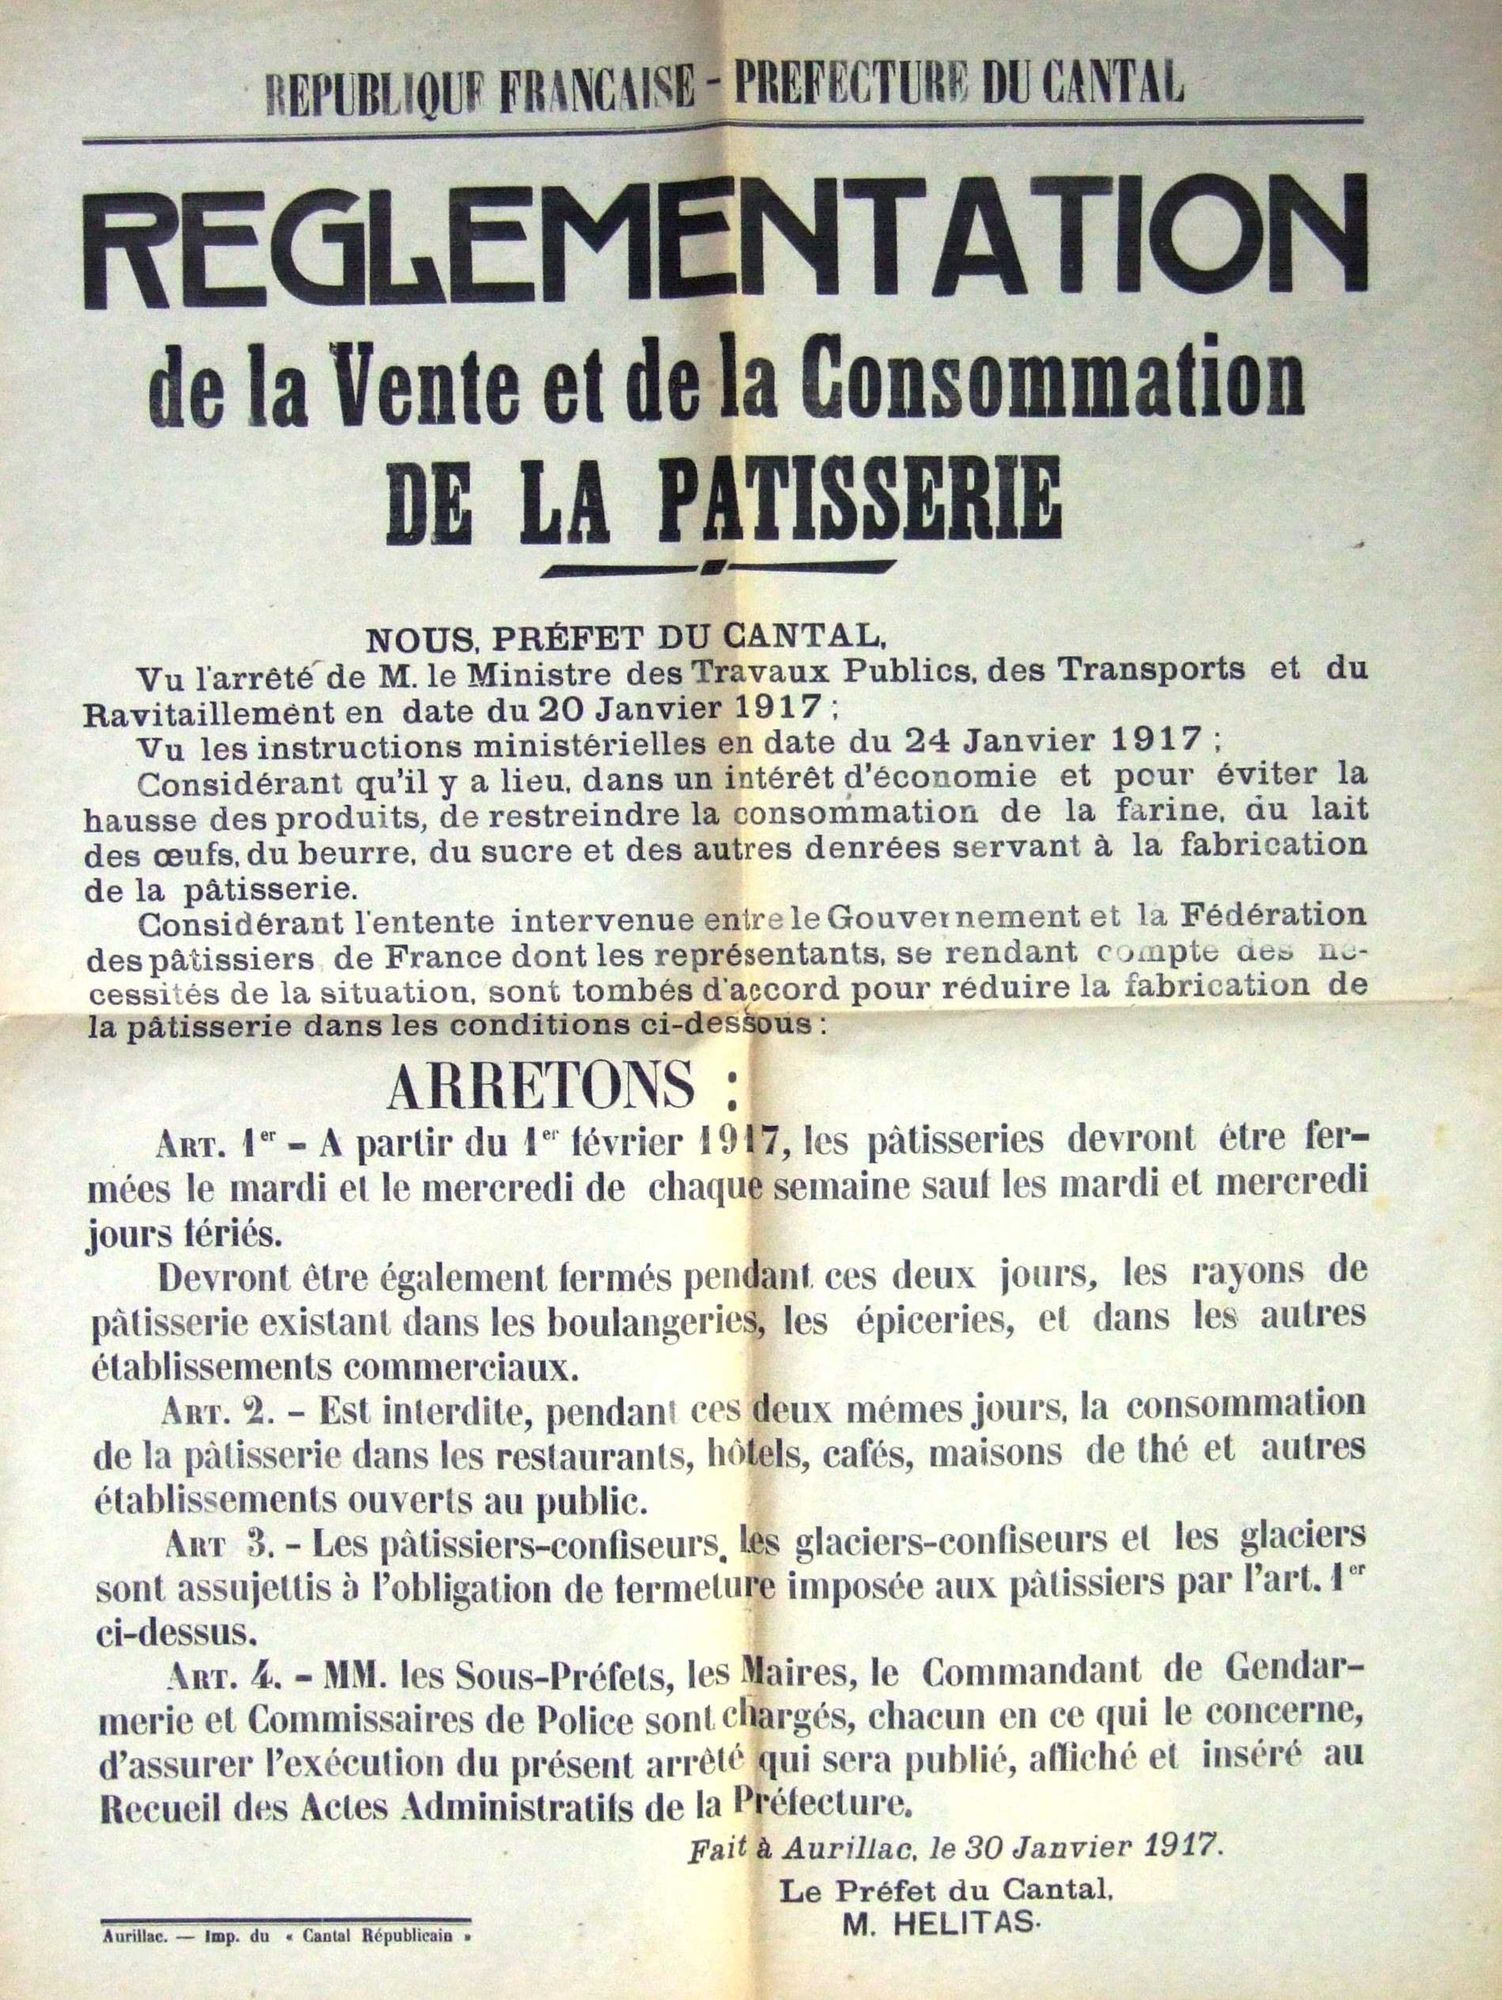 REPUBLIQUE FRANCAISE - PREFECTURE DU CANTAL
REGLEMENTATION
de la Vente et de la Consommation
DE LA PATISSERIE
NOUS, PRÉFET DU CANTAL,
Vu l'arrêté de M. le Ministre des Travaux Publics, des Transports et du
Ravitaillement en date du 20 Janvier 1917 ;
Vu les instructions ministérielles en date du 24 Janvier 1917 ;
Considérant qu'il y a lieu, dans un intérêt d'économie et pour éviter la
hausse des produits, de restreindre la consommation de la farine, du lait
des œufs, du beurre, du sucre et des autres denrées servant à la fabrication
de la pâtisserie.
Considérant l'entente intervenue entre le Gouvernement et la Fédération
des pâtissiers de France dont les représentants, se rendant compte des né-
cessités de la situation, sont tombés d'accord pour réduire la fabrication de
la pâtisserie dans les conditions ci-dessous :
ARRETONS :
ART. 1er - A partir du 1er février 1917, les pâtisseries devront être fer-
mées le mardi et le mercredi de chaque semaine sauf les mardi et mercredi
jours fériés.
Devront être également fermés pendant ces deux jours, les rayons de
pâtisserie existant dans les boulangeries, les épiceries, et dans les autres
établissements commerciaux.
ART. 2. - Est interdite, pendant ces deux mêmes jours, la consommation
de la pâtisserie dans les restaurants, hôtels, cafés, maisons de thé et autres
établissements ouverts au public.
ART 3. - Les pâtissiers-confiseurs, les glaciers-confiseurs et les glaciers
sont assujettis à l'obligation de fermeture imposée aux pâtissiers par l'art. 1er
ci-dessus.
ART. 4. - MM. les Sous-Préfets, les Maires, le Commandant de Gendar-
merie et Commissaires de Police sont chargés, chacun en ce qui le concerne,
d'assurer l'exécution du présent arrêté qui sera publié, affiché et inséré au
Recueil des Actes Administratifs de la Préfecture.
Fait à Aurillac, le 30 Janvier 1917.
Le Préfet du Cantal,
M. HELITAS.
Aurillac. — Imp. du « Cantal Républicain »